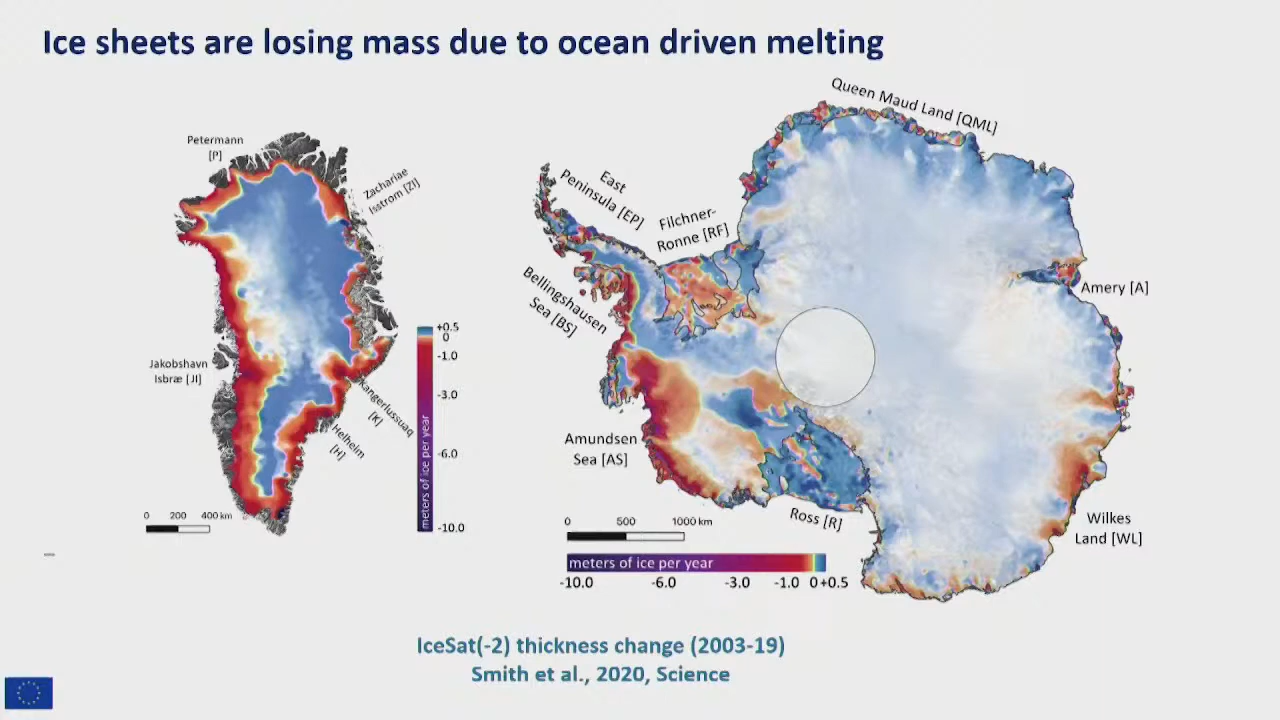 Ice sheets are losing mass due to ocean driven melting
Petermann
[P]
Zachariae
Isstrom [ZI]
Jakobshavn
Isbræ [JI]
Kangerlussuaq
[K]
Helheim
[H]
0 200 400 km
+0.5
0
-1.0
-3.0
-6.0
-10.0
meters of ice per year
Queen Maud Land [QML]
East
Peninsula [EP]
Filchner-
Ronne [RF]
Bellingshausen
Sea [BS]
Amery [A]
Amundsen
Sea [AS]
Ross [R]
Wilkes
Land [WL]
0 500 1000 km
meters of ice per year
-10.0 -6.0 -3.0 -1.0 0 +0.5
IceSat(-2) thickness change (2003-19)
Smith et al., 2020, Science